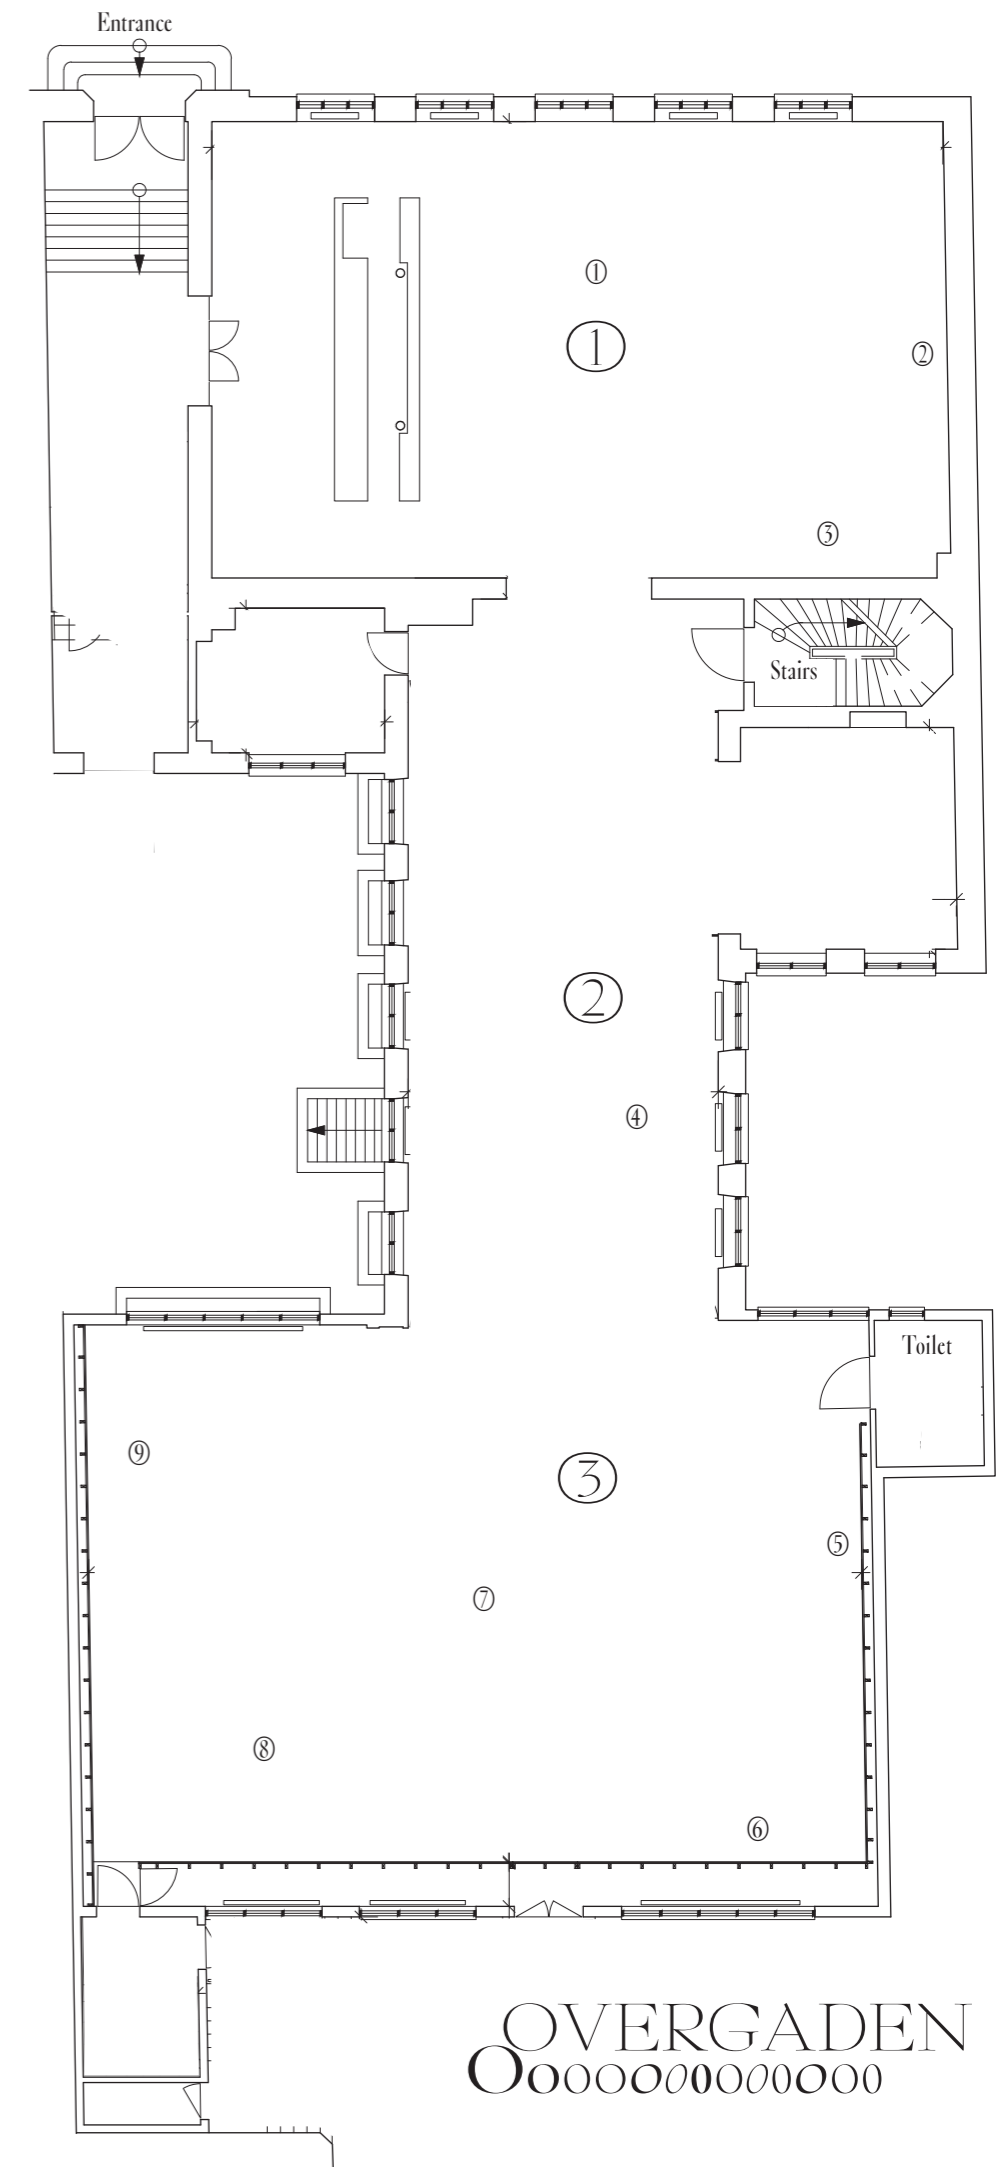 Entrance
①
①
②
③
Stairs
②
④
Toilet
⑨
③
⑤
⑦
⑧
⑥
OVERGADEN
OOOOOOOOOOOOO